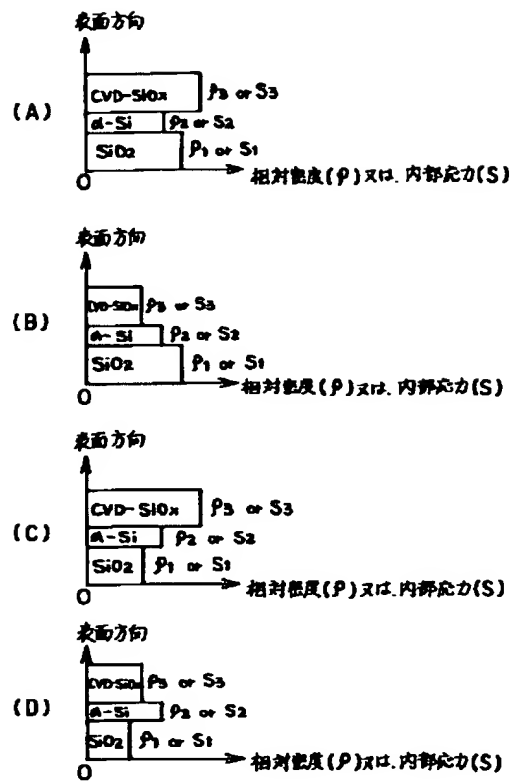 表面方向
(A)
CVD-SiOx ρ3 or S3
a-Si ρ2 or S2
SiO2 ρ1 or S1
0
相対密度(ρ)又は.内部応力(S)
表面方向
(B)
CVD-SiOx ρ3 or S3
a-Si ρ2 or S2
SiO2 ρ1 or S1
0
相対密度(ρ)又は.内部応力(S)
表面方向
(C)
CVD-SiOx ρ3 or S3
a-Si ρ2 or S2
SiO2 ρ1 or S1
0
相対密度(ρ)又は.内部応力(S)
表面方向
(D)
CVD-SiOx ρ3 or S3
a-Si ρ2 or S2
SiO2 ρ1 or S1
0
相対密度(ρ)又は.内部応力(S)